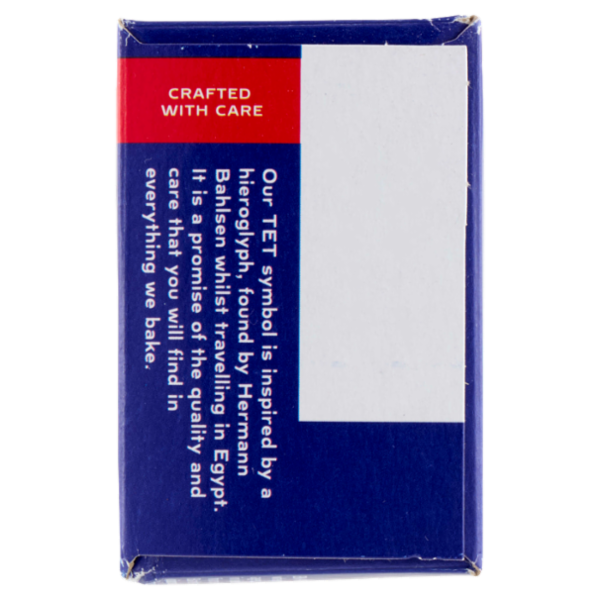 CRAFTED
WITH CARE
Our TET symbol is inspired by a
hieroglyph, found by Hermann
Bahlsen whilst travelling in Egypt.
It is a promise of the quality and
care that you will find in
everything we bake.